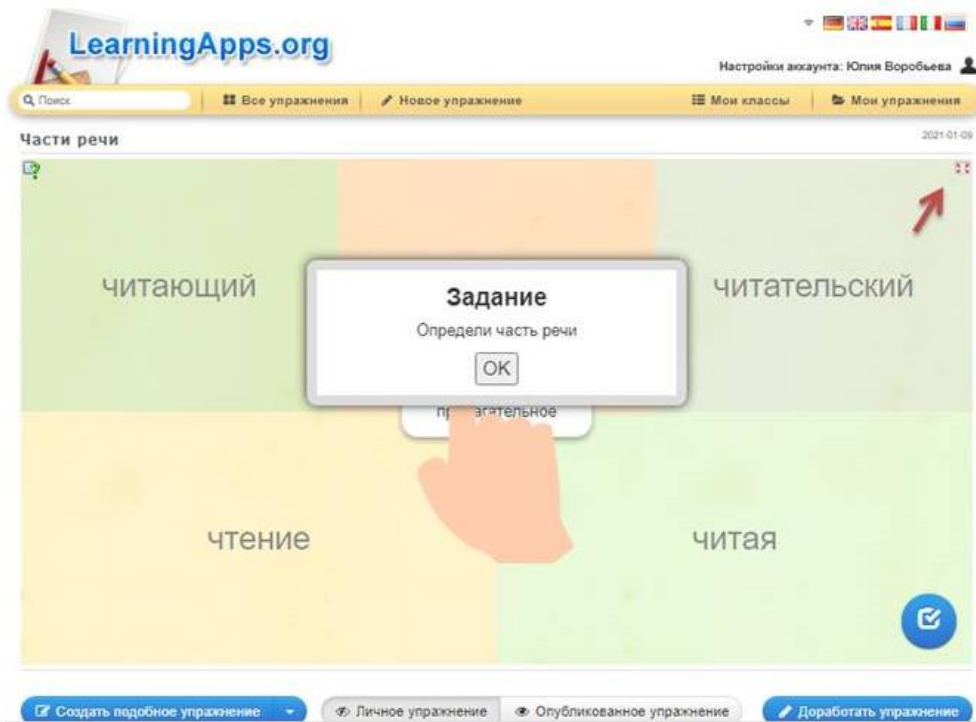 LearningApps.org
Настройки аккаунта: Юлия Воробьева
Поиск
Все упражнения
Новое упражнение
Мои классы
Мои упражнения
Части речи
2021-01-09
читающий
читательский
Задание
Определи часть речи
OK
чтение
читая
Создать подобное упражнение
Личное упражнение
Опубликованное упражнение
Доработать упражнение